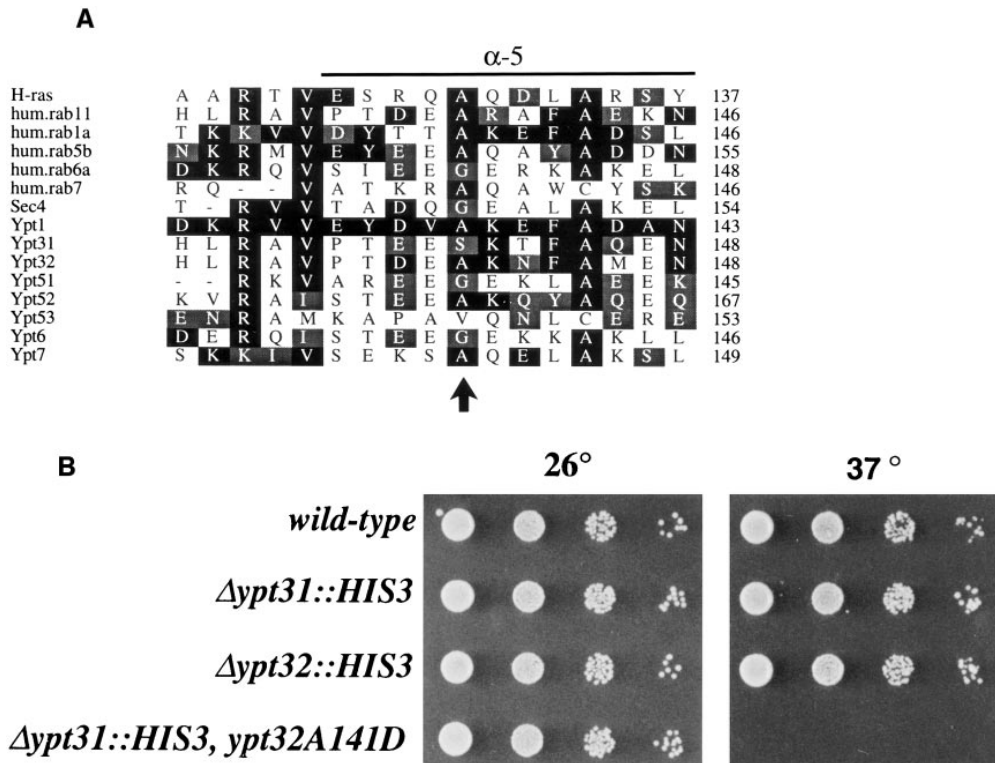 A
α-5
H-ras A A R T V E S R Q A Q D L A R S Y 137
hum.rab11 H L R A V P T D E A R A F A E K N 146
hum.rab1a T K K V V D Y T T A K E F A D S L 146
hum.rab5b N K R M V E Y E E A Q A Y A D D N 155
hum.rab6a D K R Q V S I E E G E R K A K E L 148
hum.rab7 R Q - - V A T K R A Q A W C Y S K 146
Sec4 T - R V V T A D Q G E A L A K E L 154
Ypt1 D K R V V E Y D V A K E F A D A N 143
Ypt31 H L R A V P T E E S K T F A Q E N 148
Ypt32 H L R A V P T D E A K N F A M E N 148
Ypt51 - - R K V A R E E G E K L A E E K 145
Ypt52 K V R A I S T E E A K Q Y A Q E Q 167
Ypt53 E N R A M K A P A V Q N L C E R E 153
Ypt6 D E R Q I S T E E G E K K A K L L 146
Ypt7 S K K I V S E K S A Q E L A K S L 149
B
26° 37°
wild-type
Δypt31::HIS3
Δypt32::HIS3
Δypt31::HIS3, ypt32A141D